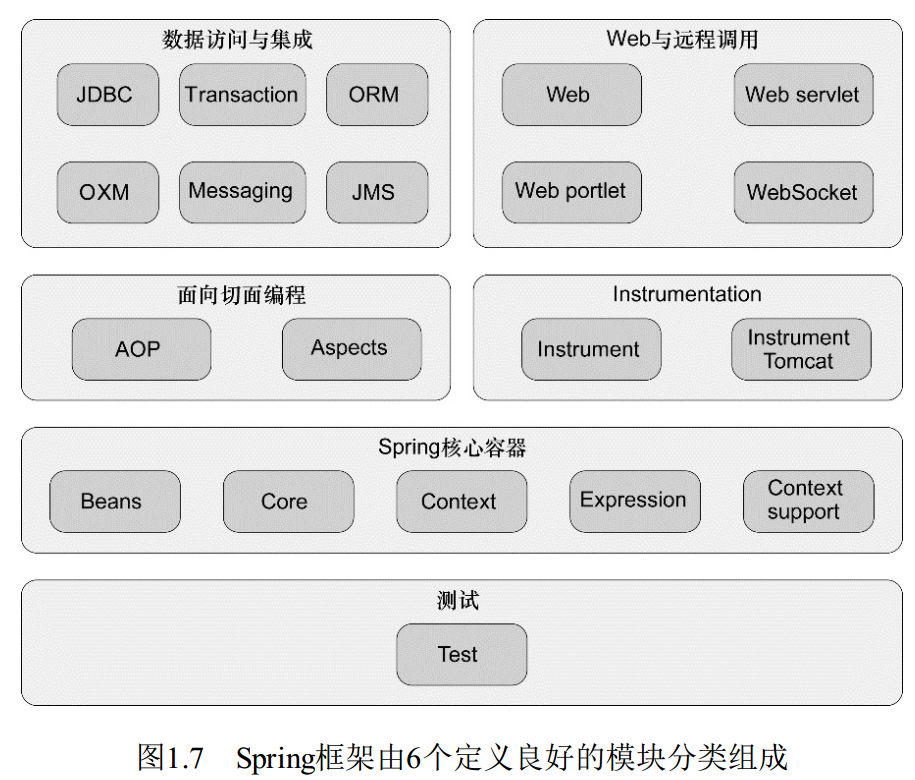 数据访问与集成
JDBC
Transaction
ORM
OXM
Messaging
JMS
Web与远程调用
Web
Web servlet
Web portlet
WebSocket
面向切面编程
AOP
Aspects
Instrumentation
Instrument
Instrument
Tomcat
Spring核心容器
Beans
Core
Context
Expression
Context
support
测试
Test
图1.7 Spring框架由6个定义良好的模块分类组成